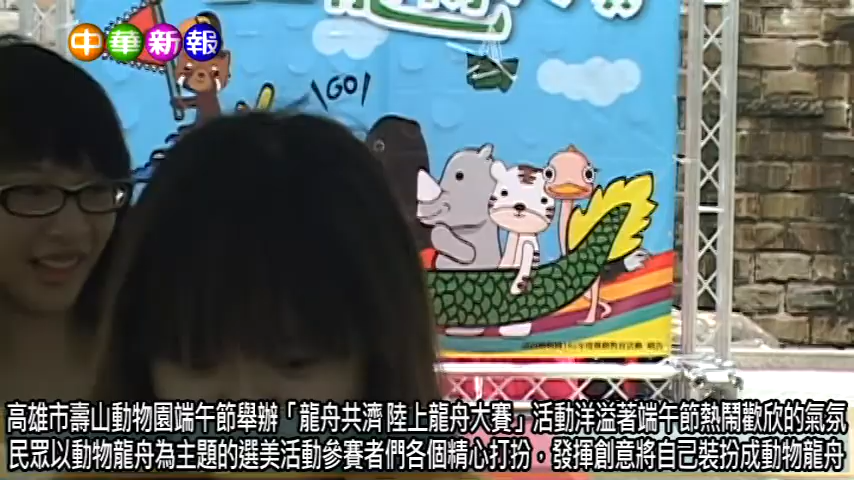 中華新報
GO!
高雄市壽山動物園端午節舉辦「龍舟共濟 陸上龍舟大賽」活動洋溢著端午節熱鬧歡欣的氣氛
民眾以動物龍舟為主題的選美活動參賽者們各個精心打扮，發揮創意將自己裝扮成動物龍舟